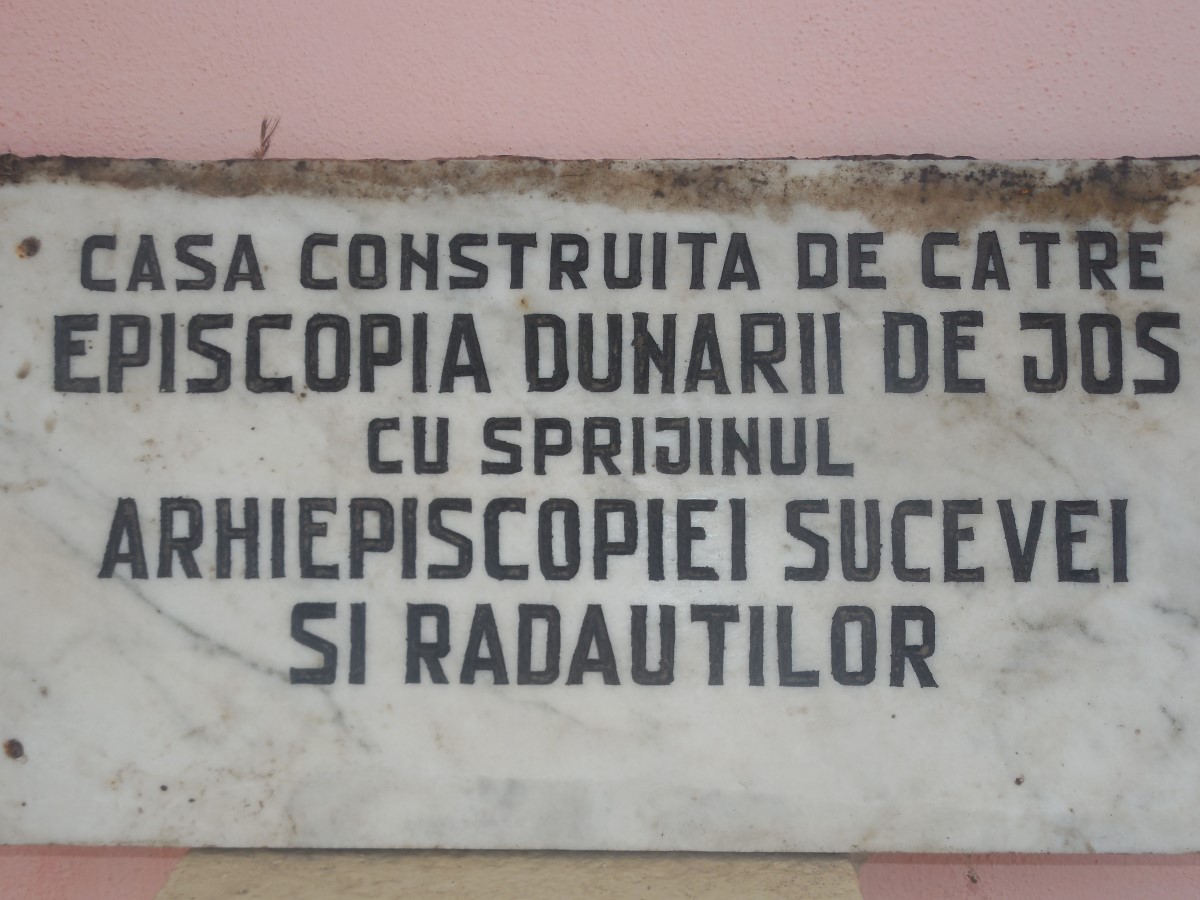 CASA CONSTRUITA DE CATRE
EPISCOPIA DUNARII DE JOS
CU SPRIJINUL
ARHIEPISCOPIEI SUCEVEI
SI RADAUTILOR